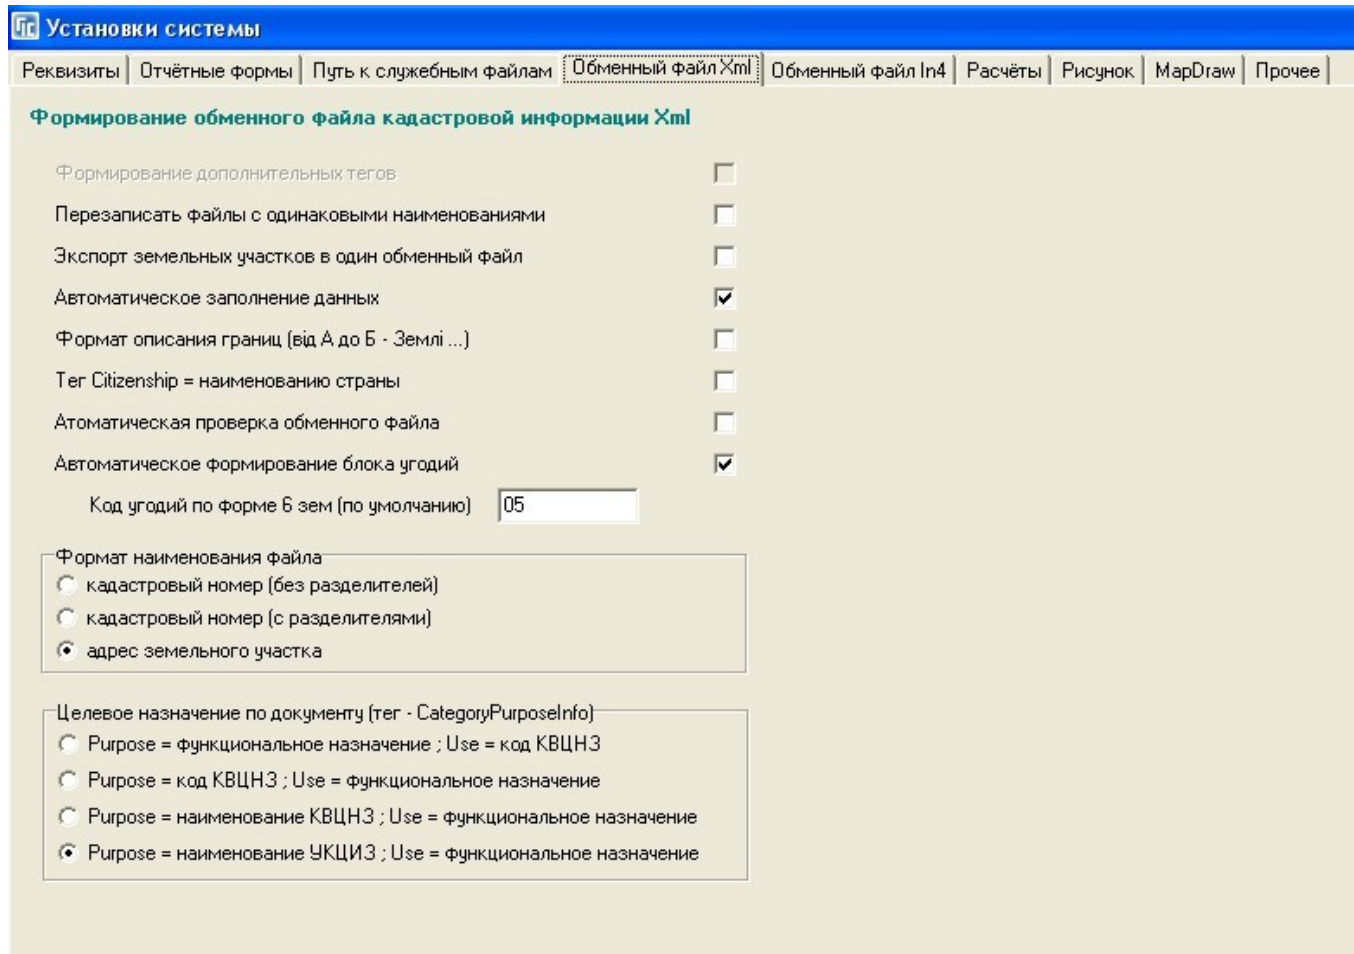 Установки системы
Реквизиты Отчётные формы Путь к служебным файлам Обменный файл Xml Обменный файл In4 Расчёты Рисунок MapDraw Прочее
Формирование обменного файла кадастровой информации Xml
Формирование дополнительных тегов
Перезаписать файлы с одинаковыми наименованиями
Экспорт земельных участков в один обменный файл
Автоматическое заполнение данных
Формат описания границ (від А до Б - Землі ...)
Тег Citizenship = наименованию страны
Атоматическая проверка обменного файла
Автоматическое формирование блока угодий
Код угодий по форме 6 зем (по умолчанию) 05
Формат наименования файла
кадастровый номер (без разделителей)
кадастровый номер (с разделителями)
адрес земельного участка
Целевое назначение по документу (тег - CategoryPurposeInfo)
Purpose = функциональное назначение ; Use = код КВЦНЗ
Purpose = код КВЦНЗ ; Use = функциональное назначение
Purpose = наименование КВЦНЗ ; Use = функциональное назначение
Purpose = наименование УКЦИЗ ; Use = функциональное назначение